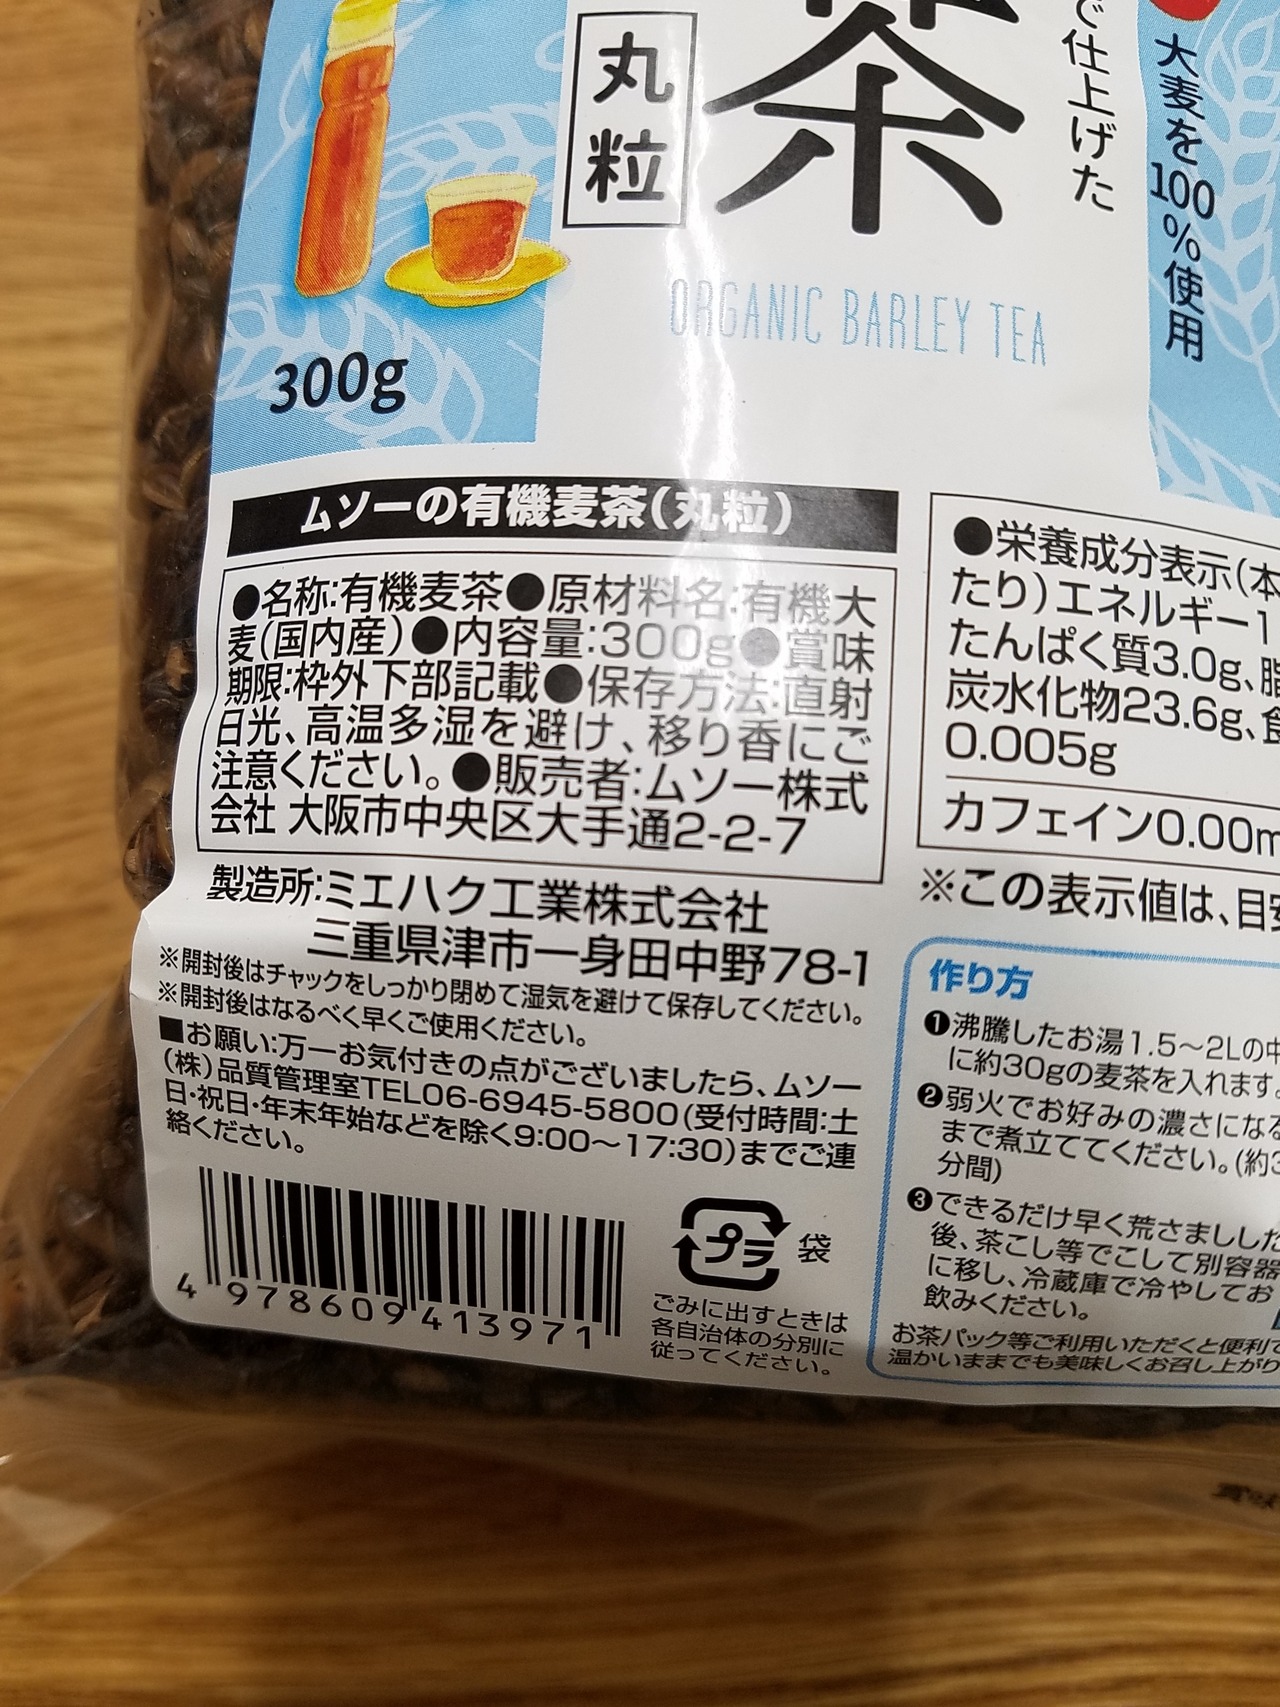 丸粒
茶
で仕上げた
大麦を100%使用
ORGANIC BARLEY TEA
300g
ムソーの有機麦茶(丸粒)
●名称:有機麦茶●原材料名:有機大
麦(国内産)●内容量:300g●賞味
期限:枠外下部記載●保存方法:直射
日光、高温多湿を避け、移り香にご
注意ください。●販売者:ムソー株式
会社 大阪市中央区大手通2-2-7
製造所:ミエハク工業株式会社
三重県津市一身田中野78-1
※開封後はチャックをしっかり閉めて湿気を避けて保存してください。
※開封後はなるべく早くご使用ください。
■お願い:万一お気付きの点がございましたら、ムソー
(株)品質管理室TEL06-6945-5800(受付時間:土
日・祝日・年末年始などを除く9:00〜17:30)までご連
絡ください。
4 978609 413971
プラ 袋
ごみに出すときは
各自治体の分別に
従ってください。
●栄養成分表示(本
たり)エネルギー1
たんぱく質3.0g、脂
炭水化物23.6g、食
0.005g
カフェイン0.00m
※この表示値は、目安
作り方
❶沸騰したお湯1.5〜2Lの中
に約30gの麦茶を入れます。
❷弱火でお好みの濃さになる
まで煮立ててください。(約3
分間)
❸できるだけ早く荒さましした
後、茶こし等でこして別容器
に移し、冷蔵庫で冷やしてお
飲みください。
お茶パック等ご利用いただくと便利で
温かいままでも美味しくお召し上がり
賞味